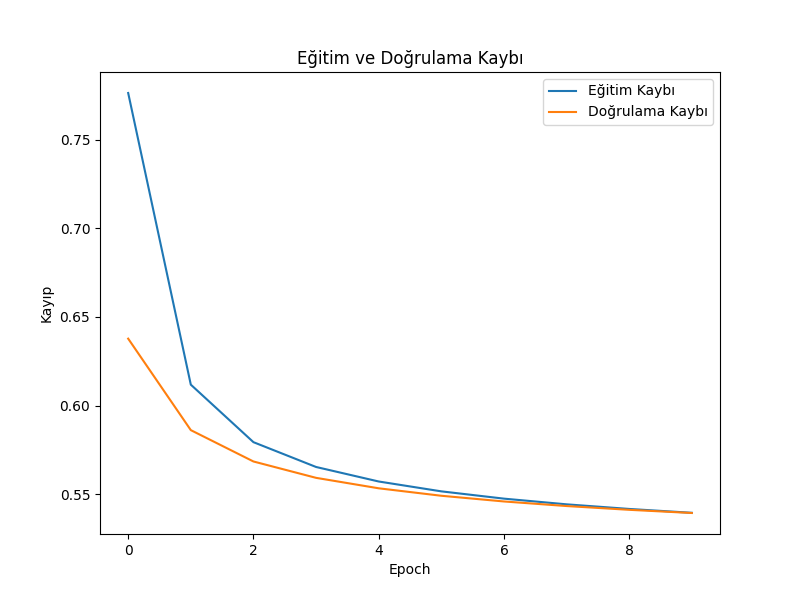 Eğitim ve Doğrulama Kaybı
Eğitim Kaybı
Doğrulama Kaybı
Kayıp
0.75
0.70
0.65
0.60
0.55
0 2 4 6 8
Epoch